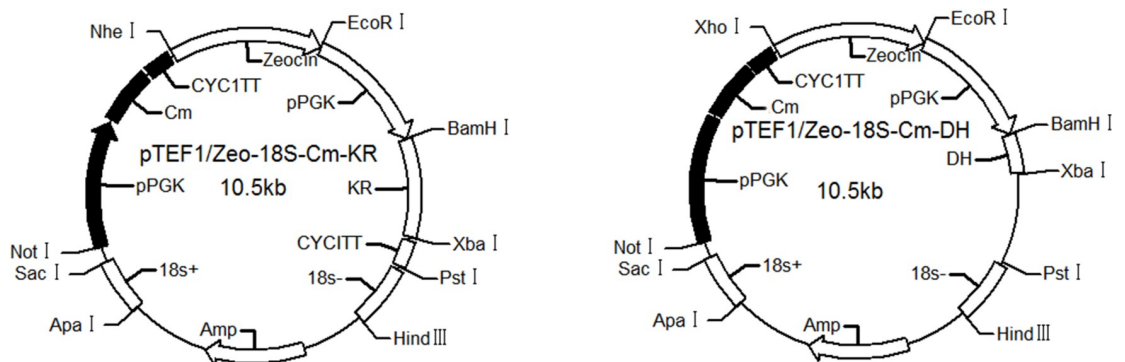 Nhe Ⅰ
EcoR Ⅰ
Zeocin
CYC1TT
Cm
pPGK
BamH Ⅰ
pTEF1/Zeo-18S-Cm-KR
10.5kb
pPGK
KR
Not Ⅰ
Sac Ⅰ
18s+
CYCITT
Xba Ⅰ
Pst Ⅰ
18s-
Apa Ⅰ
Amp
Hind Ⅲ
Xho Ⅰ
EcoR Ⅰ
Zeocin
CYC1TT
Cm
pPGK
BamH Ⅰ
pTEF1/Zeo-18S-Cm-DH
DH
Xba Ⅰ
pPGK
10.5kb
Not Ⅰ
Sac Ⅰ
18s+
18s-
Pst Ⅰ
Apa Ⅰ
Amp
Hind Ⅲ